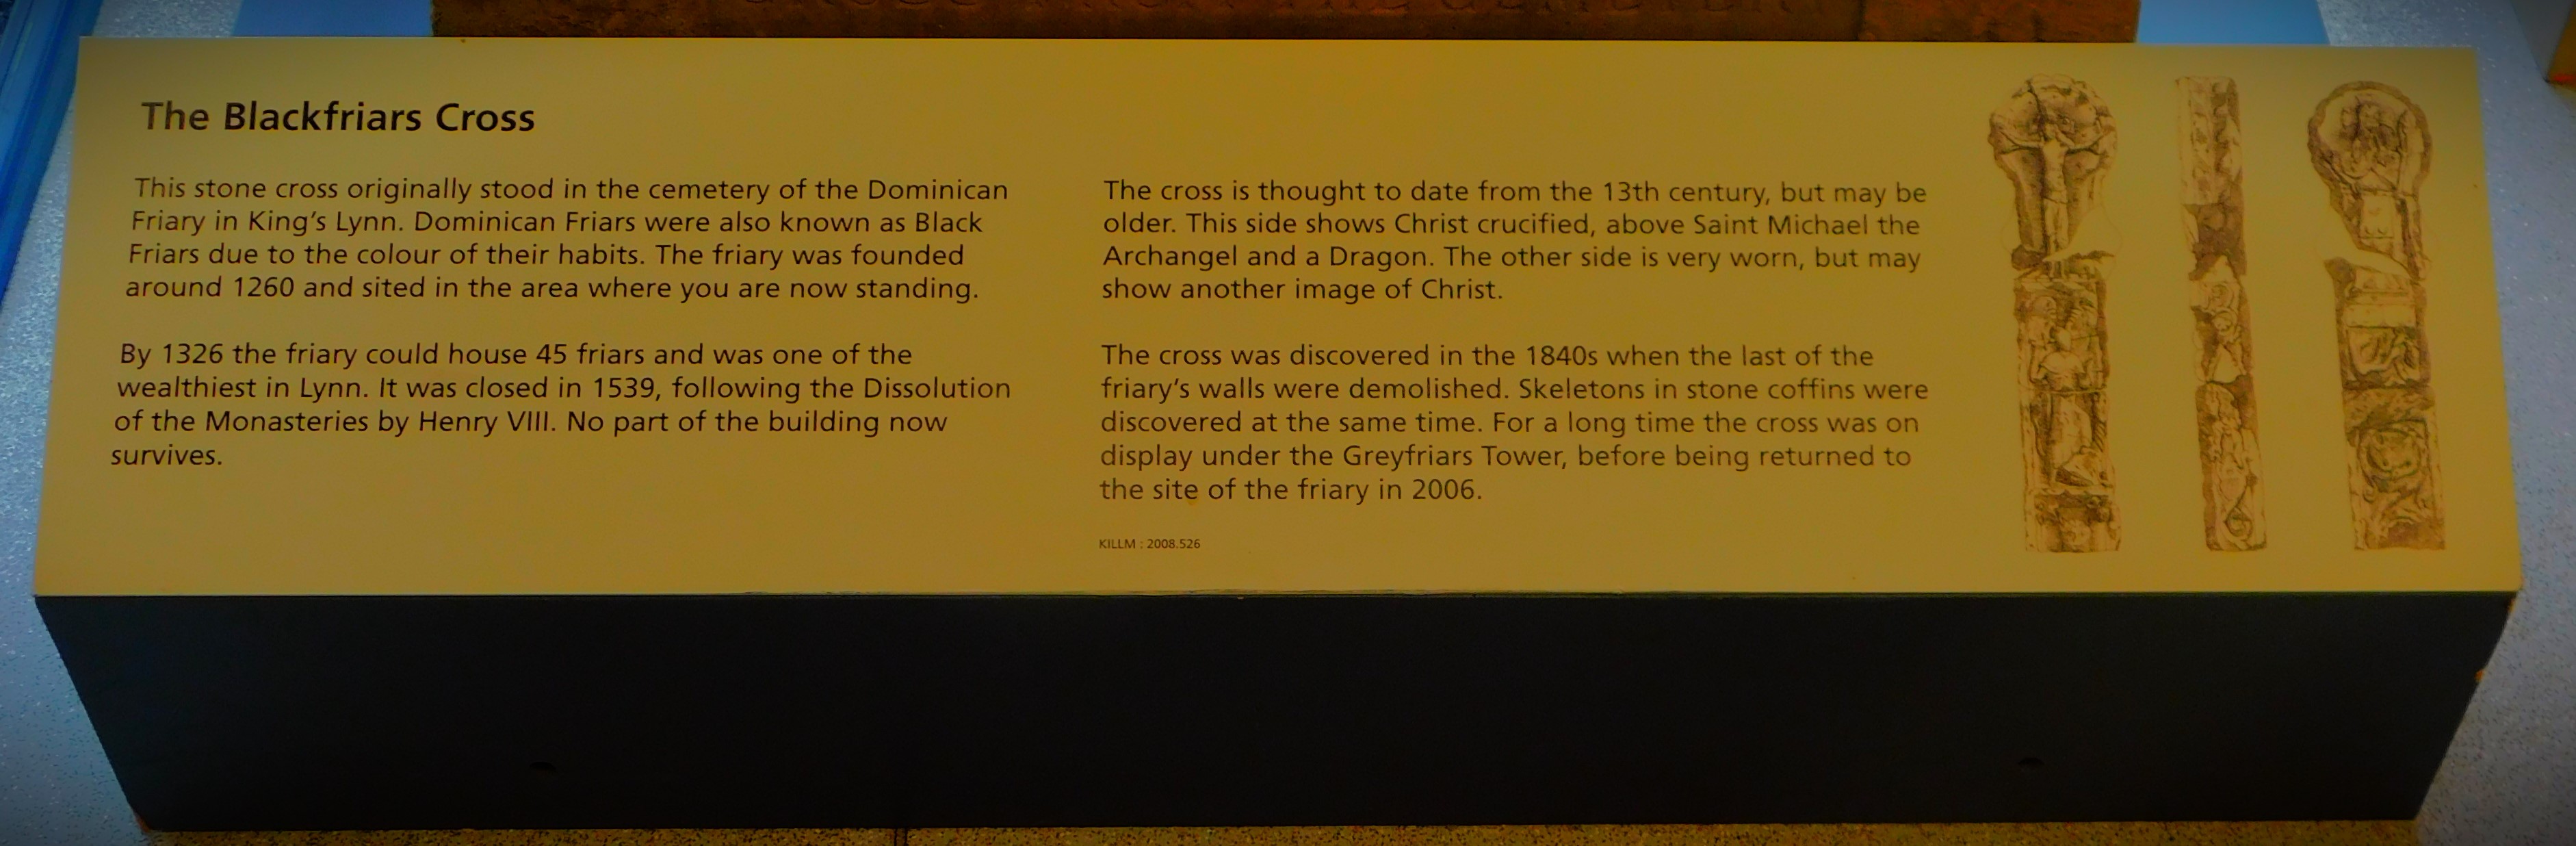 CROSS FROM THE CEMETERY
The Blackfriars Cross
This stone cross originally stood in the cemetery of the Dominican
Friary in King's Lynn. Dominican Friars were also known as Black
Friars due to the colour of their habits. The friary was founded
around 1260 and sited in the area where you are now standing.
By 1326 the friary could house 45 friars and was one of the
wealthiest in Lynn. It was closed in 1539, following the Dissolution
of the Monasteries by Henry VIII. No part of the building now
survives.
The cross is thought to date from the 13th century, but may be
older. This side shows Christ crucified, above Saint Michael the
Archangel and a Dragon. The other side is very worn, but may
show another image of Christ.
The cross was discovered in the 1840s when the last of the
friary's walls were demolished. Skeletons in stone coffins were
discovered at the same time. For a long time the cross was on
display under the Greyfriars Tower, before being returned to
the site of the friary in 2006.
KILLM : 2008.526